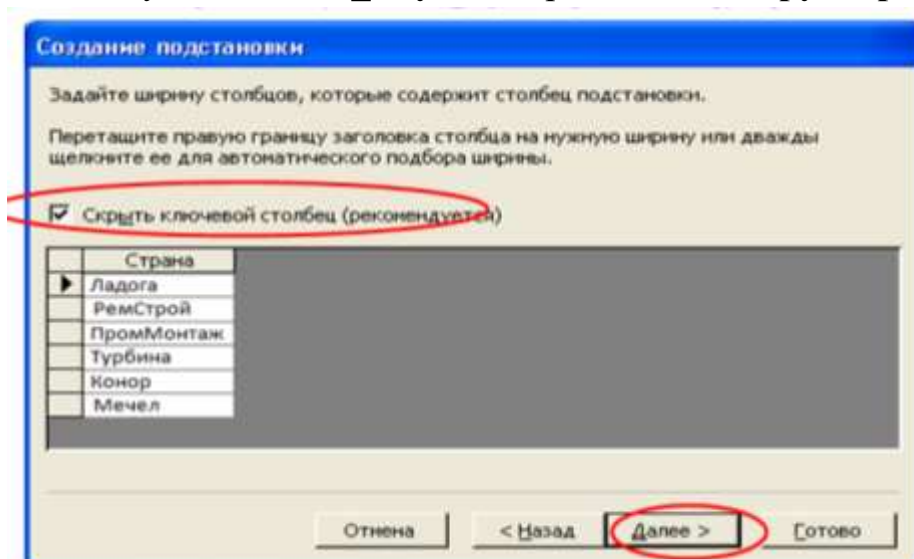 Создание подстановки
Задайте ширину столбцов, которые содержит столбец подстановки.
Перетащите правую границу заголовка столбца на нужную ширину или дважды
щелкните ее для автоматического подбора ширины.
Скрыть ключевой столбец (рекомендуется)
Страна
Ладога
РемСтрой
ПромМонтаж
Турбина
Конор
Мечел
Отмена < Назад Далее > Готово